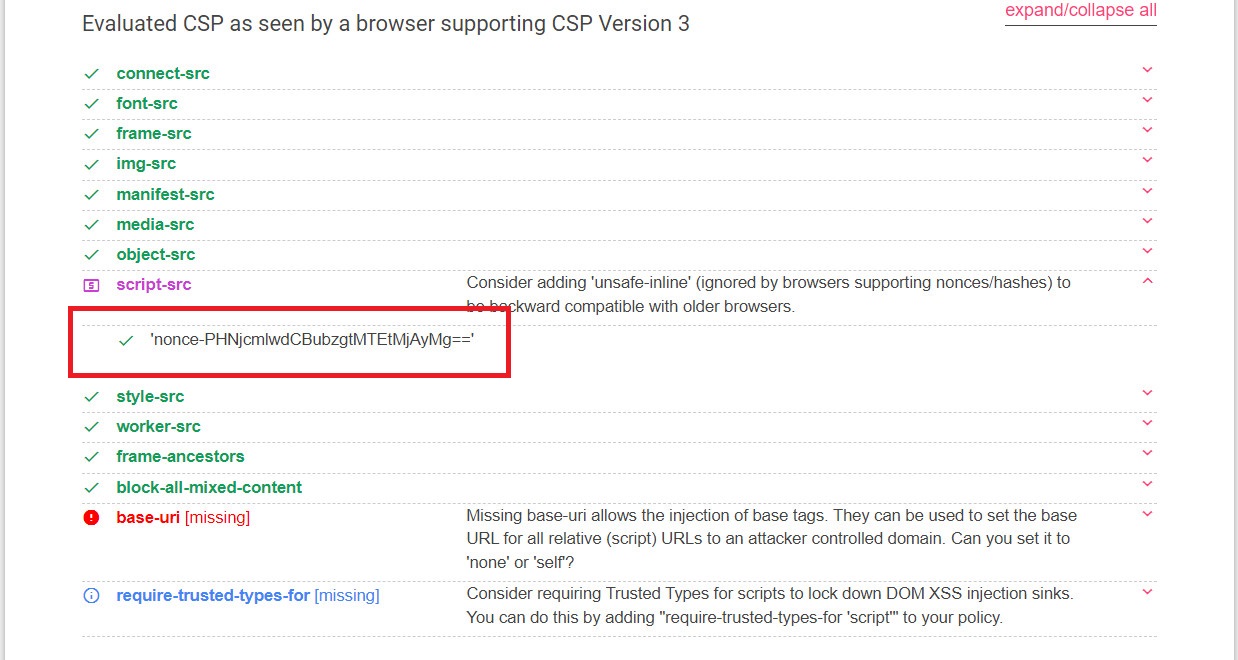 Evaluated CSP as seen by a browser supporting CSP Version 3
expand/collapse all
connect-src
font-src
frame-src
img-src
manifest-src
media-src
object-src
script-src
Consider adding 'unsafe-inline' (ignored by browsers supporting nonces/hashes) to
be backward compatible with older browsers.
'nonce-PHNjcmlwdCBubzgtMTEtMjAyMg=='
style-src
worker-src
frame-ancestors
block-all-mixed-content
base-uri [missing]
Missing base-uri allows the injection of base tags. They can be used to set the base
URL for all relative (script) URLs to an attacker controlled domain. Can you set it to
'none' or 'self'?
require-trusted-types-for [missing]
Consider requiring Trusted Types for scripts to lock down DOM XSS injection sinks.
You can do this by adding "require-trusted-types-for 'script'" to your policy.